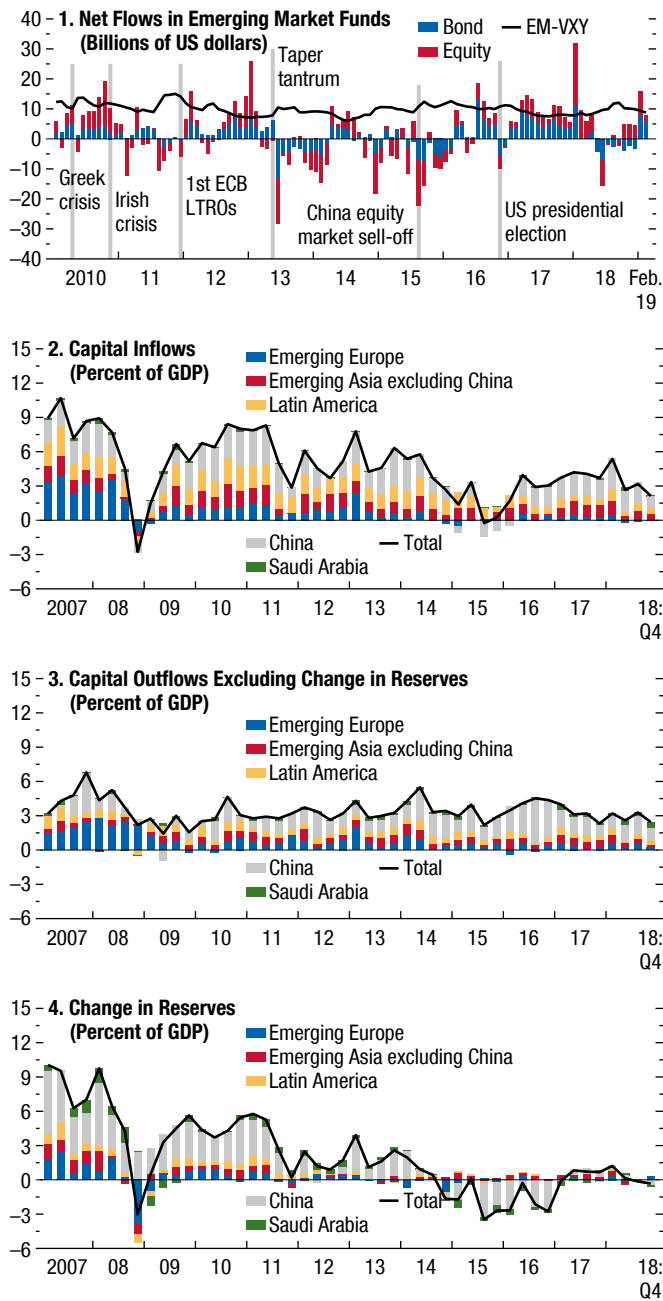 1. Net Flows in Emerging Market Funds
(Billions of US dollars)
Bond EM-VXY
Equity
Taper
tantrum
40
30
20
10
0
–10
–20
–30
–40
Greek
crisis
Irish
crisis
1st ECB
LTROs
China equity
market sell-off
US presidential
election
2010 11 12 13 14 15 16 17 18 Feb.
19
2. Capital Inflows
(Percent of GDP)
Emerging Europe
Emerging Asia excluding China
Latin America
15
12
9
6
3
0
–3
–6
China Total
Saudi Arabia
2007 08 09 10 11 12 13 14 15 16 17 18:
Q4
3. Capital Outflows Excluding Change in Reserves
(Percent of GDP)
Emerging Europe
Emerging Asia excluding China
Latin America
15
12
9
6
3
0
–3
–6
China Total
Saudi Arabia
2007 08 09 10 11 12 13 14 15 16 17 18:
Q4
4. Change in Reserves
(Percent of GDP)
Emerging Europe
Emerging Asia excluding China
Latin America
15
12
9
6
3
0
–3
–6
China Total
Saudi Arabia
2007 08 09 10 11 12 13 14 15 16 17 18:
Q4